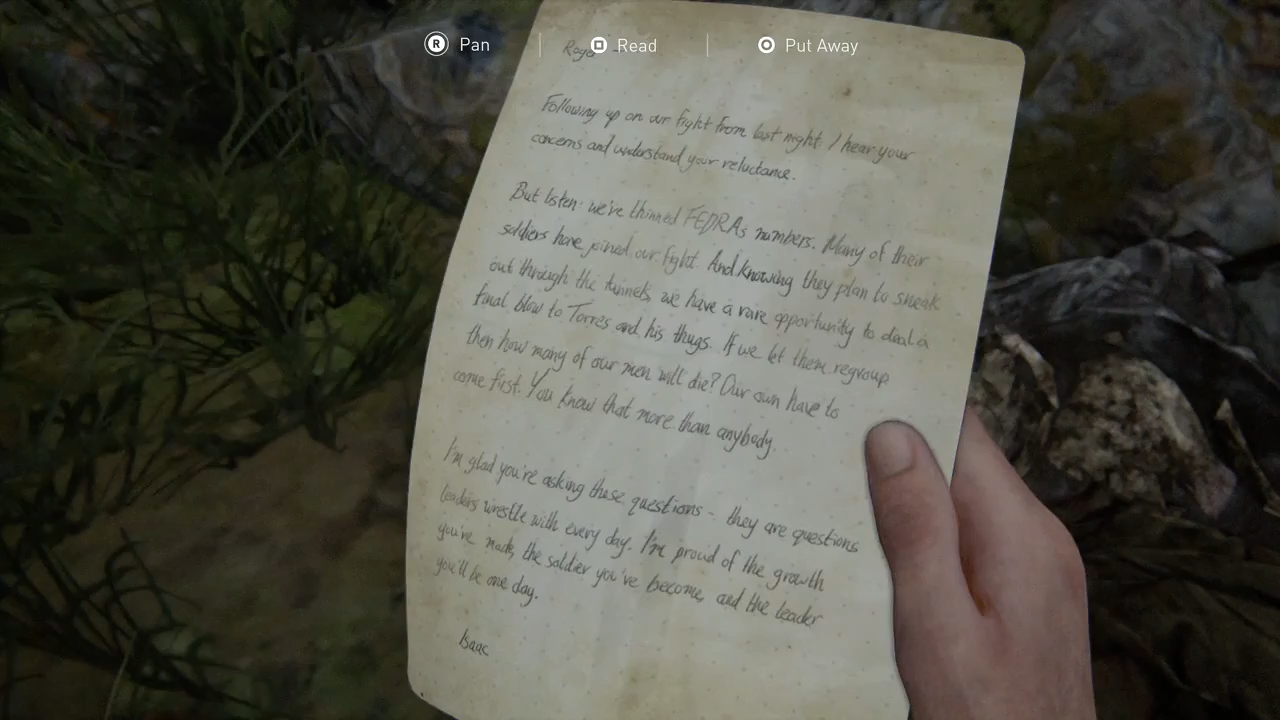 Pan Read Put Away
Following up on our fight from last night. I hear your
concerns and understand your reluctance.
But listen: we've thinned FEDRA's numbers. Many of their
soldiers have joined our fight. And knowing they plan to sneak
out through the tunnels, we have a rare opportunity to deal a
final blow to Torres and his thugs. If we let them regroup
then how many of our men will die? Our own have to
come first. You know that more than anybody.
I'm glad you're asking these questions - they are questions
leaders wrestle with every day. I'm proud of the growth
you've made, the soldier you've become, and the leader
you'll be one day.
Isaac